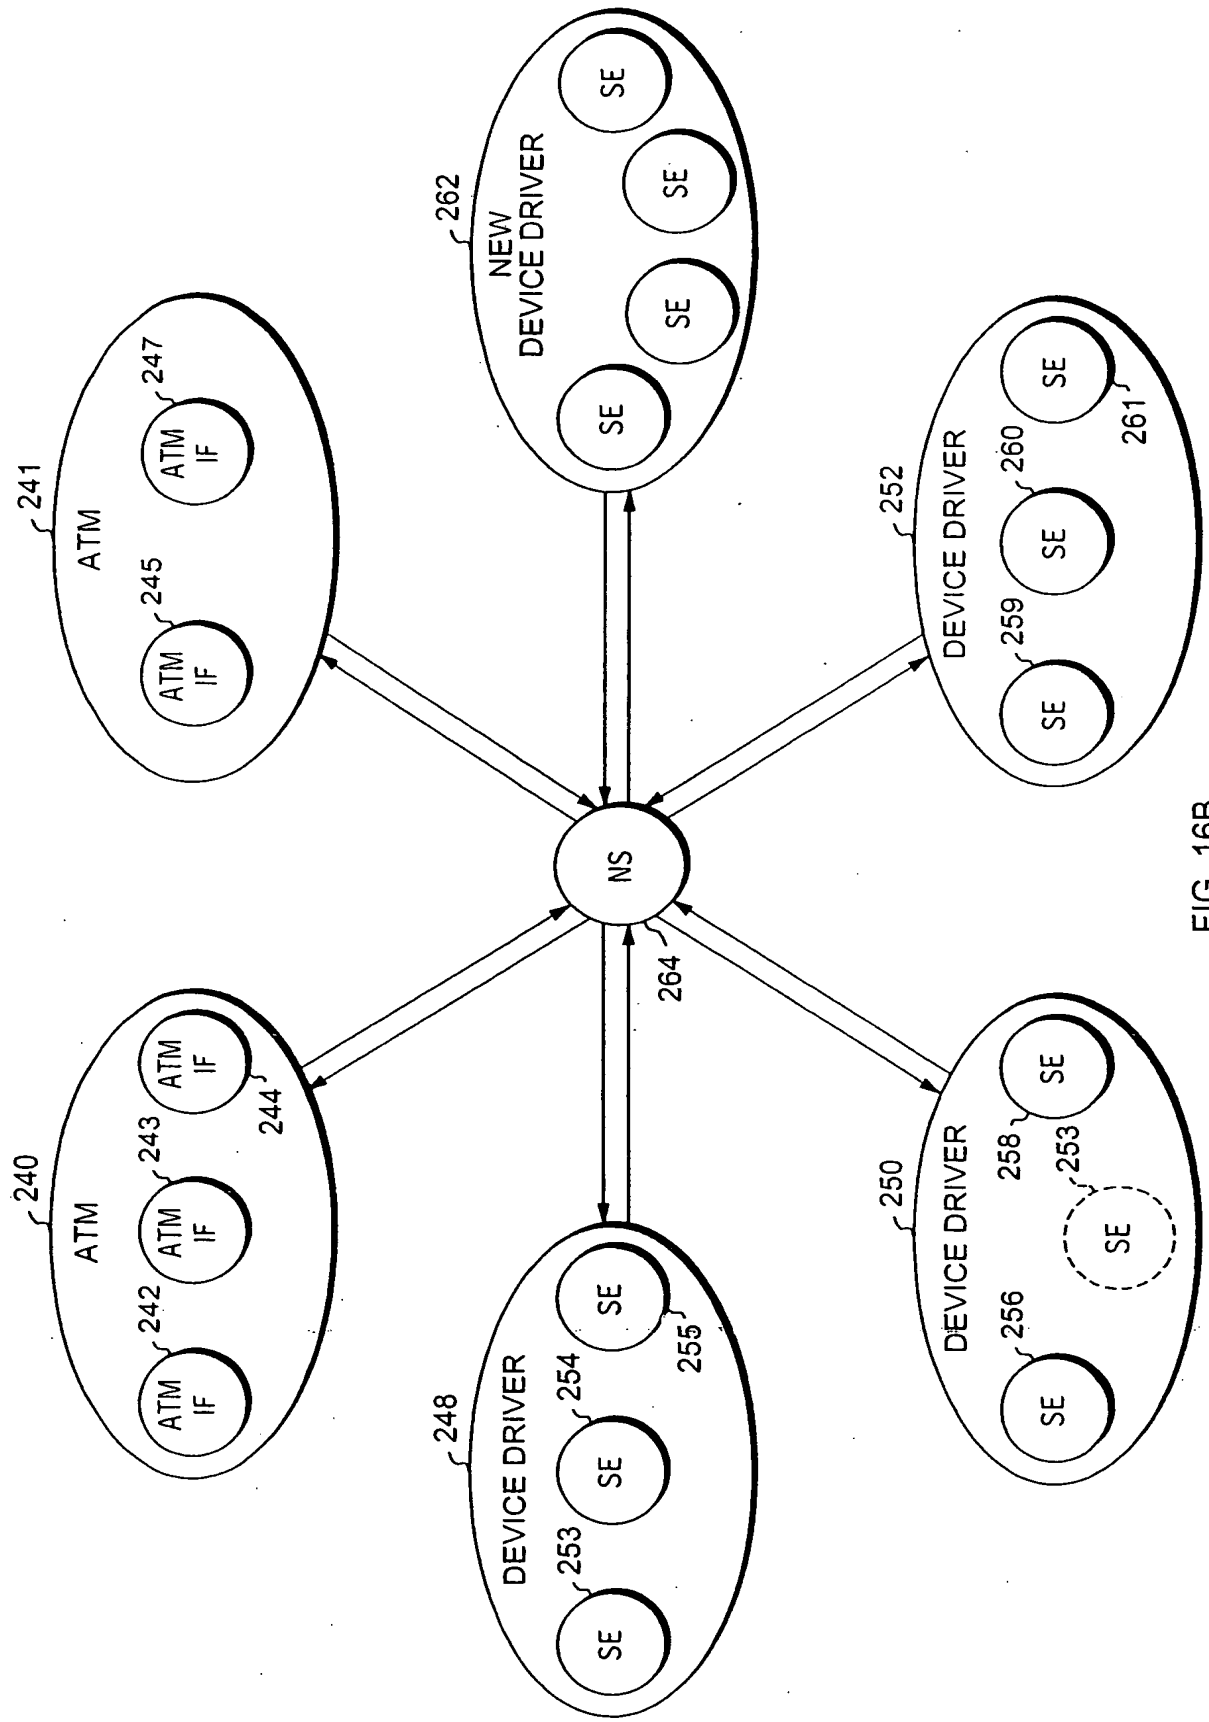 240
ATM
242
243
ATM
IF
ATM
IF
ATM
IF
244
241
ATM
245
247
ATM
IF
ATM
IF
248
DEVICE DRIVER
253
254
SE
SE
SE
255
NS
264
262
NEW
DEVICE DRIVER
SE
SE
SE
SE
250
DEVICE DRIVER
256
258
253
SE
SE
SE
252
DEVICE DRIVER
259
260
SE
SE
SE
261
FIG. 16B